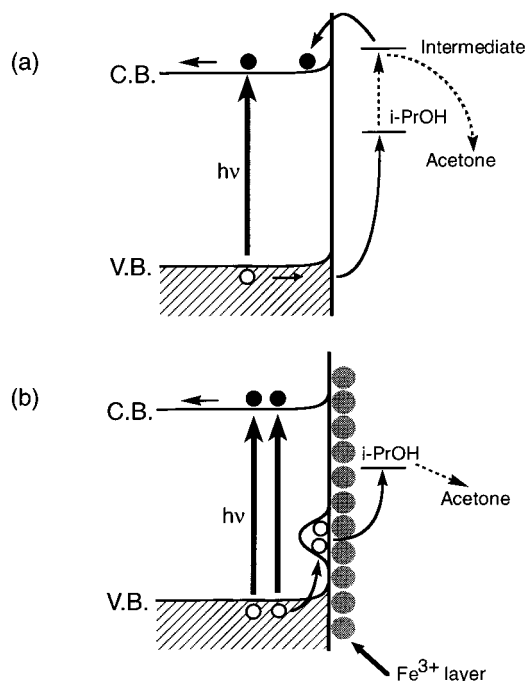 (a)
C.B.
Intermediate
i-PrOH
hν
Acetone
V.B.
(b)
C.B.
i-PrOH
hν
Acetone
V.B.
Fe³⁺ layer